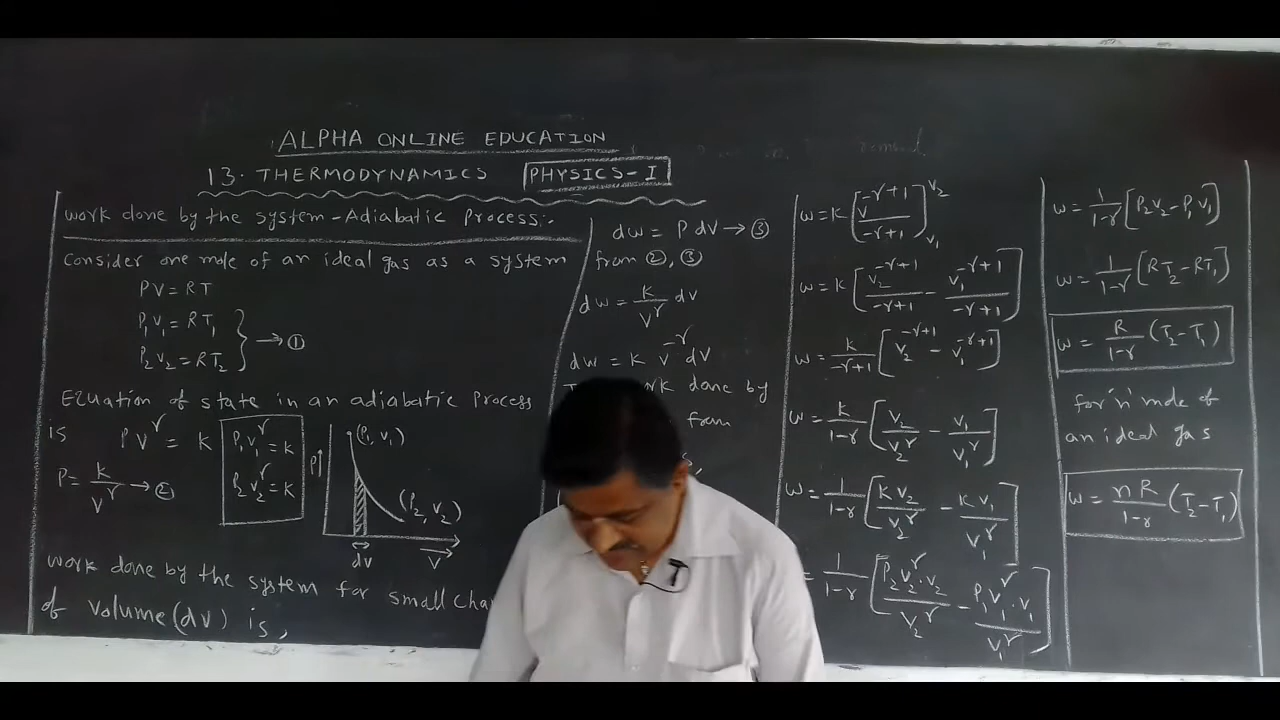 ALPHA ONLINE EDUCATION
13. THERMODYNAMICS PHYSICS-I
work done by the system-Adiabatic Process:-
Consider one mole of an ideal gas as a system
PV = RT
P₁V₁ = RT₁
P₂V₂ = RT₂ } → ①
Equation of state in an adiabatic process
is PV^γ = K
P₁V₁^γ = k
P₂V₂^γ = k
P = k/V^γ → ②
P↑
(P₁, V₁)
(P₂, V₂)
dv
V
work done by the system for small
of volume (dv) is,
dw = P dV → ③
from ②, ③
dw = k/V^γ dv
dw = k v^-γ dV
done by
from
w = k [v^(-γ+1)/(-γ+1)]_v₁^v₂
w = k [v₂^(-γ+1)/(-γ+1) - v₁^(-γ+1)/(-γ+1)]
w = k/(-γ+1) [v₂^(-γ+1) - v₁^(-γ+1)]
w = k/(1-γ) [v₂/v₂^γ - v₁/v₁^γ]
w = 1/(1-γ) [k v₂/v₂^γ - k v₁/v₁^γ]
= 1/(1-γ) [P₂v₂^γ.v₂/v₂^γ - P₁v₁^γ.v₁/v₁^γ]
w = 1/(1-γ) [P₂V₂ - P₁V₁]
w = 1/(1-γ) [RT₂ - RT₁]
w = R/(1-γ) (T₂ - T₁)
for 'n' mole of
an ideal gas
w = nR/(1-γ) (T₂ - T₁)